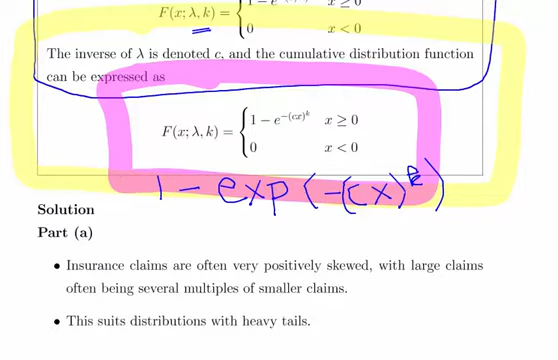 F(x; λ, k) = { 1 − e^{−(x/λ)^k}   x ≥ 0
0   x < 0
The inverse of λ is denoted c, and the cumulative distribution function
can be expressed as
F(x; λ, k) = { 1 − e^{−(cx)^k}   x ≥ 0
0   x < 0
1 - exp(-(cx)^k)
Solution
Part (a)
• Insurance claims are often very positively skewed, with large claims
often being several multiples of smaller claims.
• This suits distributions with heavy tails.